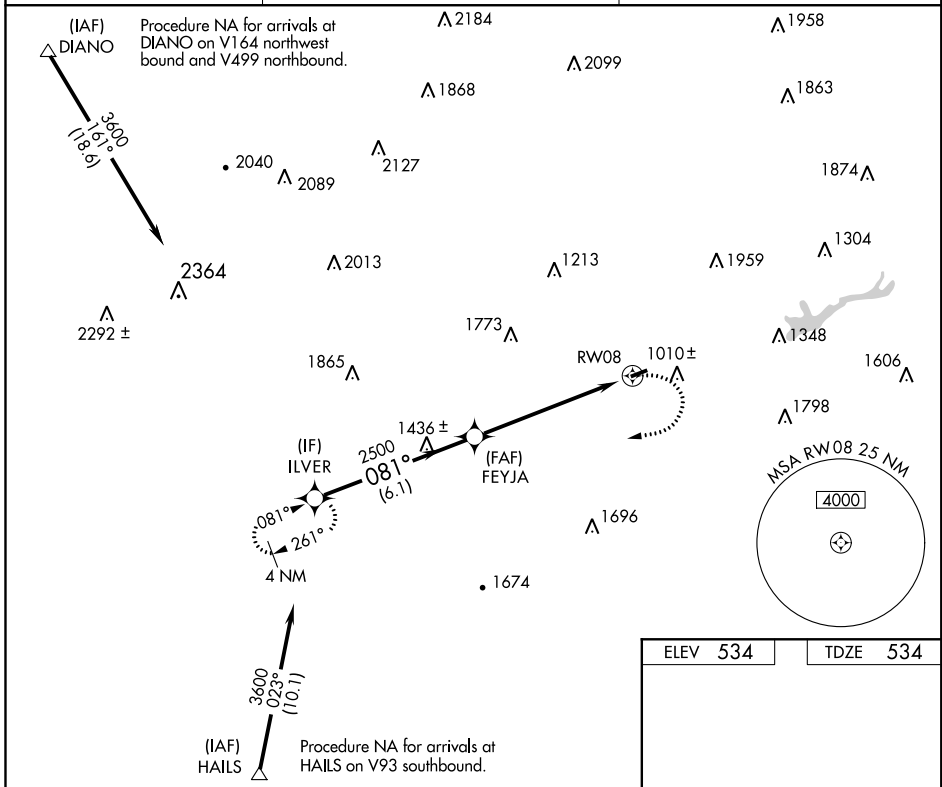 (IAF)
DIANO
Procedure NA for arrivals at
DIANO on V164 northwest
bound and V499 northbound.
2184
1958
2099
1868
1863
3600
161°
(18.6)
2040
2089
2127
1874
2364
2013
1213
1959
1304
2292 ±
1773
1348
1865
RW08
1010 ±
1606
1798
1436 ±
(IF)
ILVER
2500
081°
(6.1)
(FAF)
FEYJA
MSA RW08 25 NM
4000
081°
261°
4 NM
1696
1674
3600
023°
(10.1)
(IAF)
HAILS
Procedure NA for arrivals at
HAILS on V93 southbound.
ELEV 534
TDZE 534